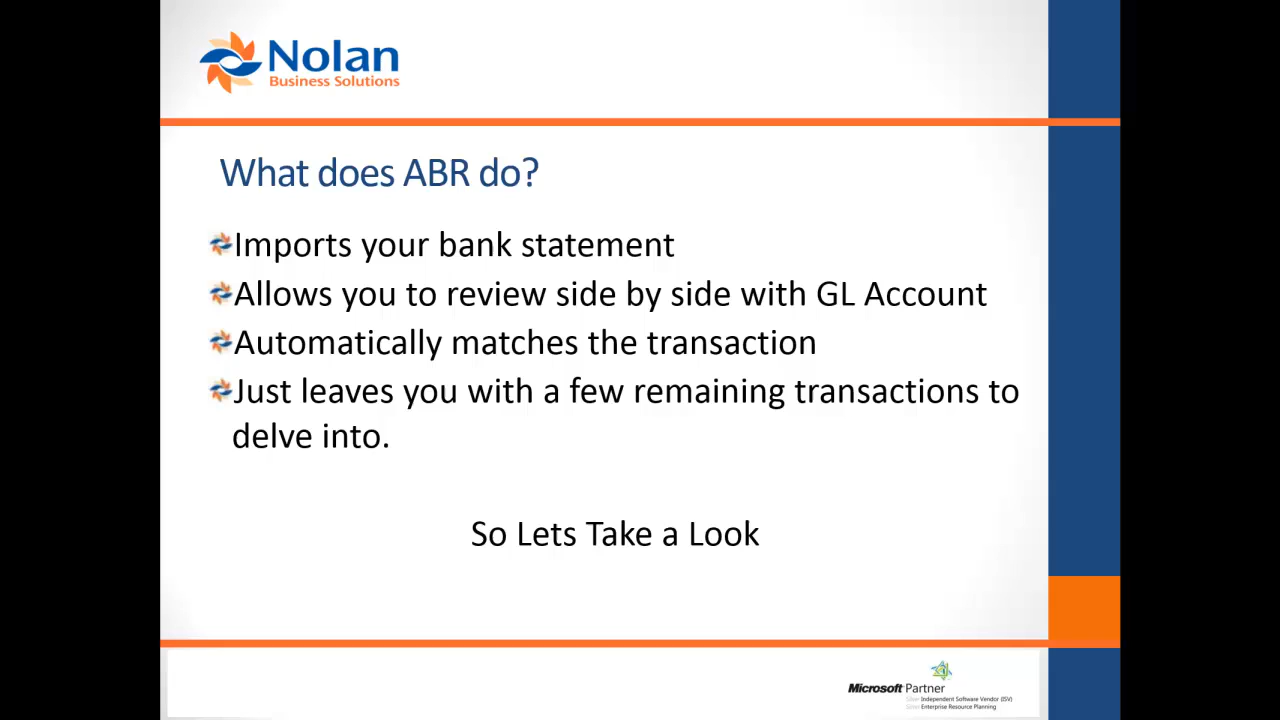 Nolan
Business Solutions
What does ABR do?
Imports your bank statement
Allows you to review side by side with GL Account
Automatically matches the transaction
Just leaves you with a few remaining transactions to
delve into.
So Lets Take a Look
Microsoft Partner
Silver Independent Software Vendor (ISV)
Silver Enterprise Resource Planning